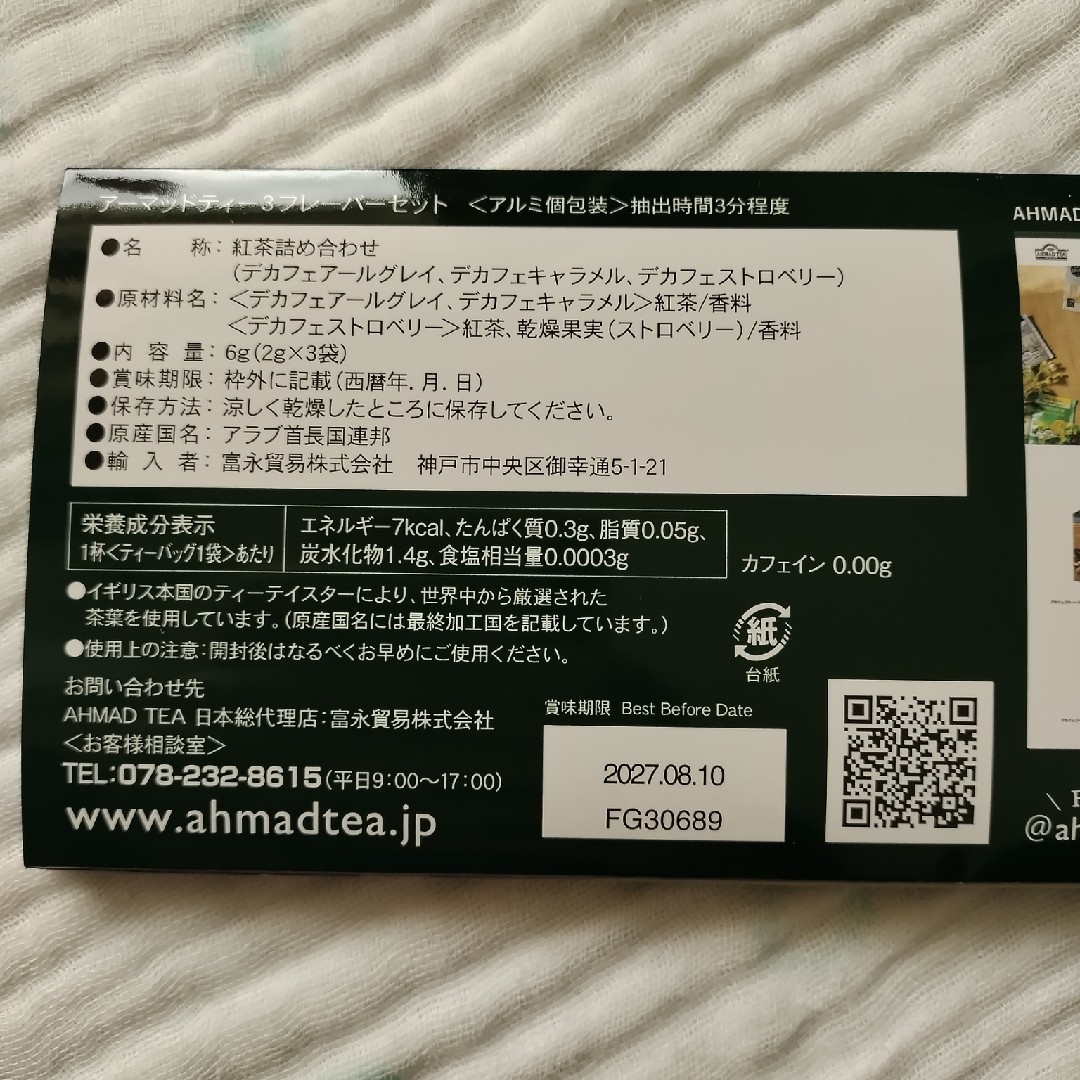 アーマッドティー 3フレーバーセット ＜アルミ個包装＞抽出時間3分程度
●名 称：紅茶詰め合わせ
（デカフェアールグレイ、デカフェキャラメル、デカフェストロベリー）
●原材料名：＜デカフェアールグレイ、デカフェキャラメル＞紅茶/香料
＜デカフェストロベリー＞紅茶、乾燥果実（ストロベリー）/香料
●内 容 量：6g（2g×3袋）
●賞味期限：枠外に記載（西暦年．月．日）
●保存方法：涼しく乾燥したところに保存してください。
●原産国名：アラブ首長国連邦
●輸 入 者：富永貿易株式会社 神戸市中央区御幸通5-1-21
栄養成分表示
1杯＜ティーバッグ1袋＞あたり
エネルギー7kcal、たんぱく質0.3g、脂質0.05g、
炭水化物1.4g、食塩相当量0.0003g
カフェイン 0.00g
●イギリス本国のティーテイスターにより、世界中から厳選された
茶葉を使用しています。（原産国名には最終加工国を記載しています。）
●使用上の注意：開封後はなるべくお早めにご使用ください。
紙
台紙
お問い合わせ先
AHMAD TEA 日本総代理店：富永貿易株式会社
＜お客様相談室＞
TEL：078-232-8615（平日9：00〜17：00）
www.ahmadtea.jp
賞味期限 Best Before Date
2027.08.10
FG30689
AHMAD
AHMAD TEA
@ah